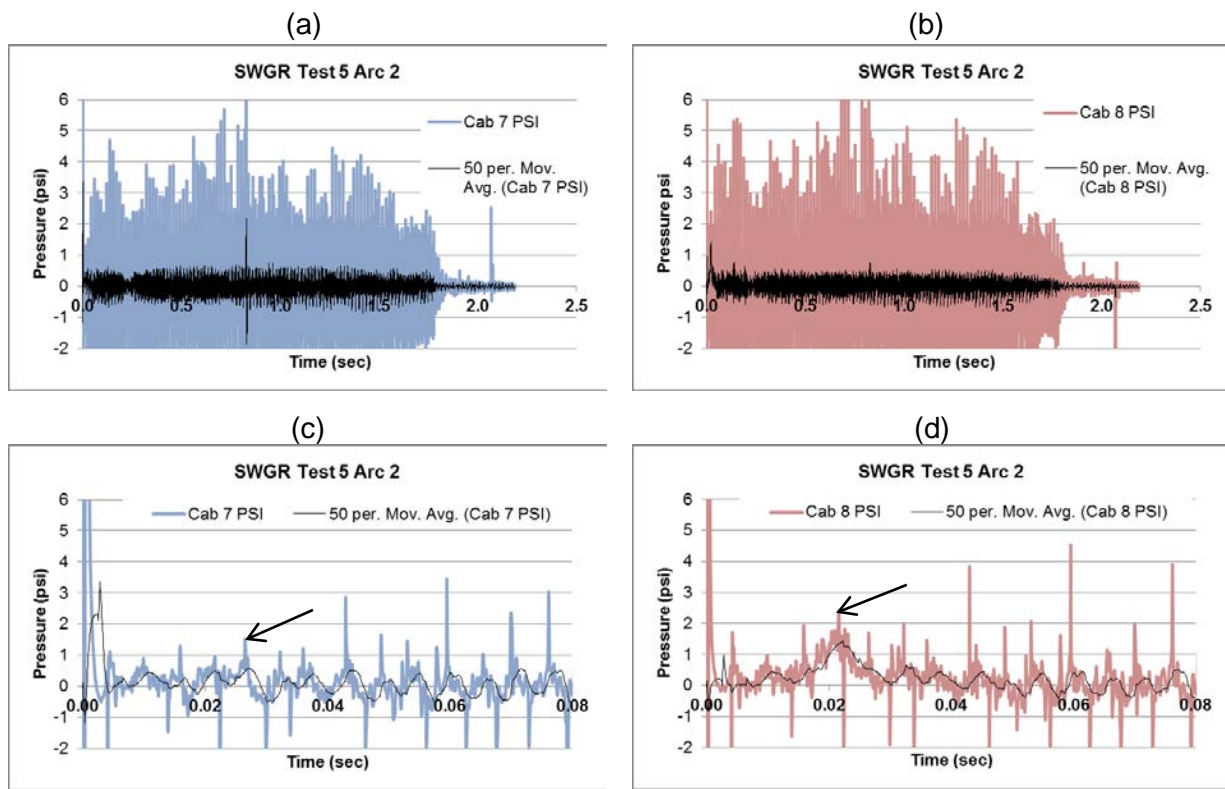 (a)
SWGR Test 5 Arc 2
6
5
4
3
2
1
0
-1
-2
Pressure (psi)
Cab 7 PSI
50 per. Mov.
Avg. (Cab 7 PSI)
0.0 0.5 1.0 1.5 2.0 2.5
Time (sec)
(b)
SWGR Test 5 Arc 2
6
5
4
3
2
1
0
-1
-2
Pressure (psi
Cab 8 PSI
50 per. Mov. Avg.
(Cab 8 PSI)
0.0 0.5 1.0 1.5 2.0 2.5
Time (sec)
(c)
SWGR Test 5 Arc 2
6
5
4
3
2
1
0
-1
-2
Pressure (psi)
Cab 7 PSI 50 per. Mov. Avg. (Cab 7 PSI)
0.00 0.02 0.04 0.06 0.08
Time (sec)
(d)
SWGR Test 5 Arc 2
6
5
4
3
2
1
0
-1
-2
Pressure (psi)
Cab 8 PSI 50 per. Mov. Avg. (Cab 8 PSI)
0.00 0.02 0.04 0.06 0.08
Time (sec)